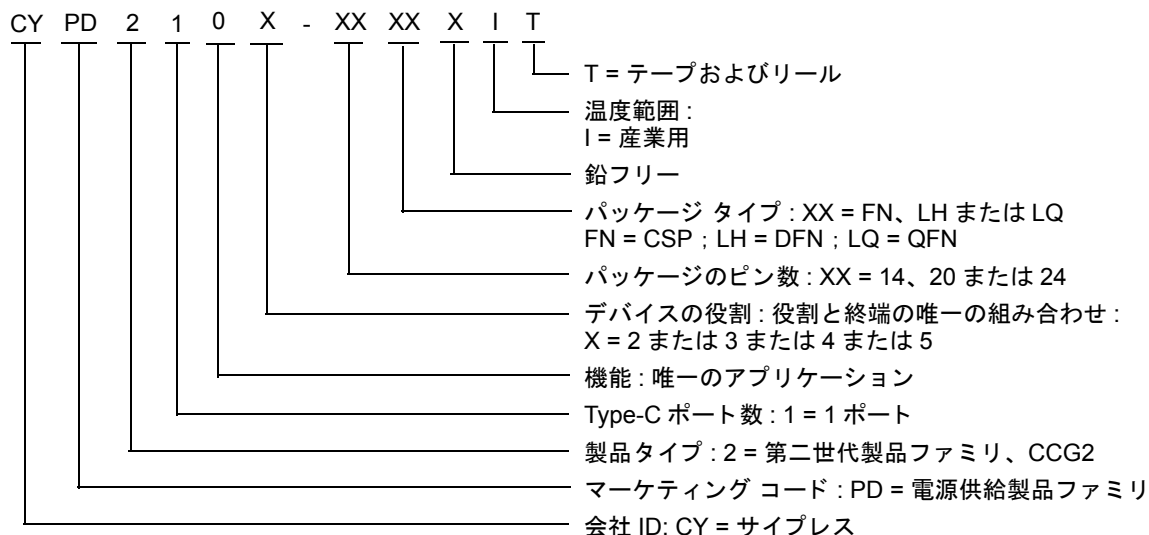 CY PD 2 1 0 X - XX XX X I T
T = テープおよびリール
温度範囲 :
I = 産業用
鉛フリー
パッケージ タイプ : XX = FN、LH または LQ
FN = CSP ; LH = DFN ; LQ = QFN
パッケージのピン数 : XX = 14、20 または 24
デバイスの役割 : 役割と終端の唯一の組み合わせ :
X = 2 または 3 または 4 または 5
機能 : 唯一のアプリケーション
Type-C ポート数 : 1 = 1 ポート
製品タイプ : 2 = 第二世代製品ファミリ、CCG2
マーケティング コード : PD = 電源供給製品ファミリ
会社 ID: CY = サイプレス